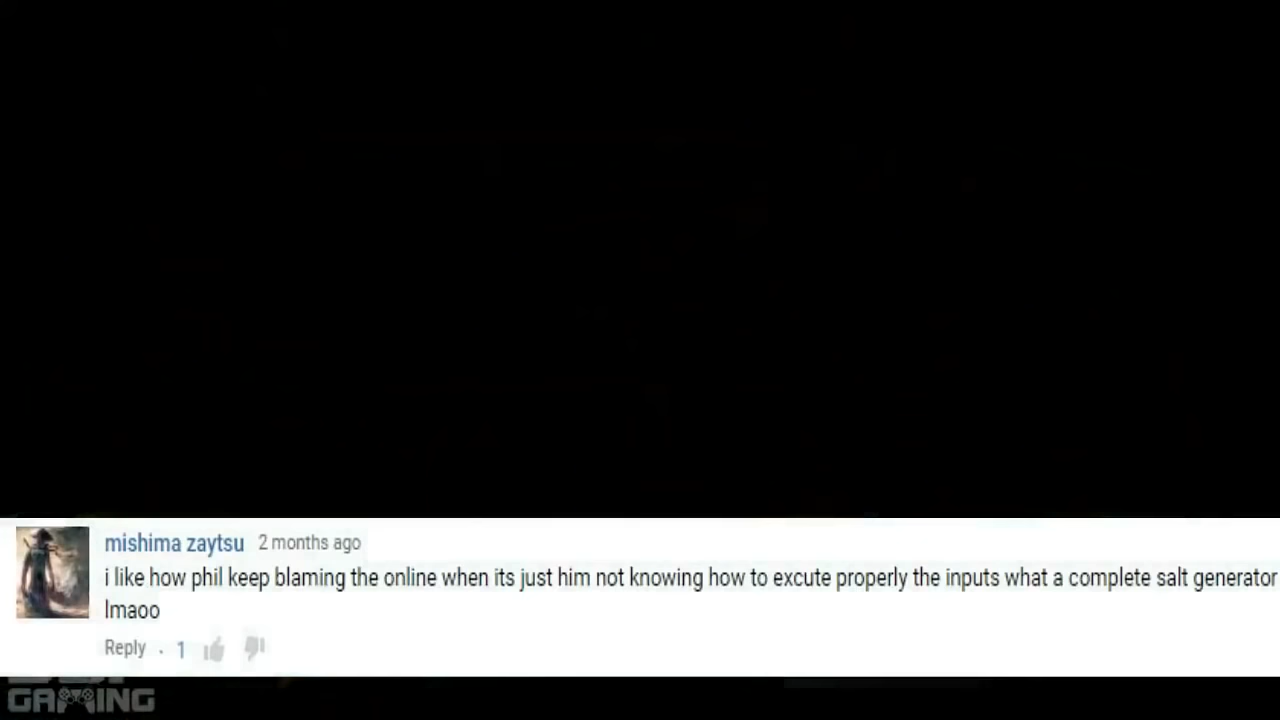 mishima zaytsu 2 months ago
i like how phil keep blaming the online when its just him not knowing how to excute properly the inputs what a complete salt generator
lmaoo
Reply . 1
GAMING